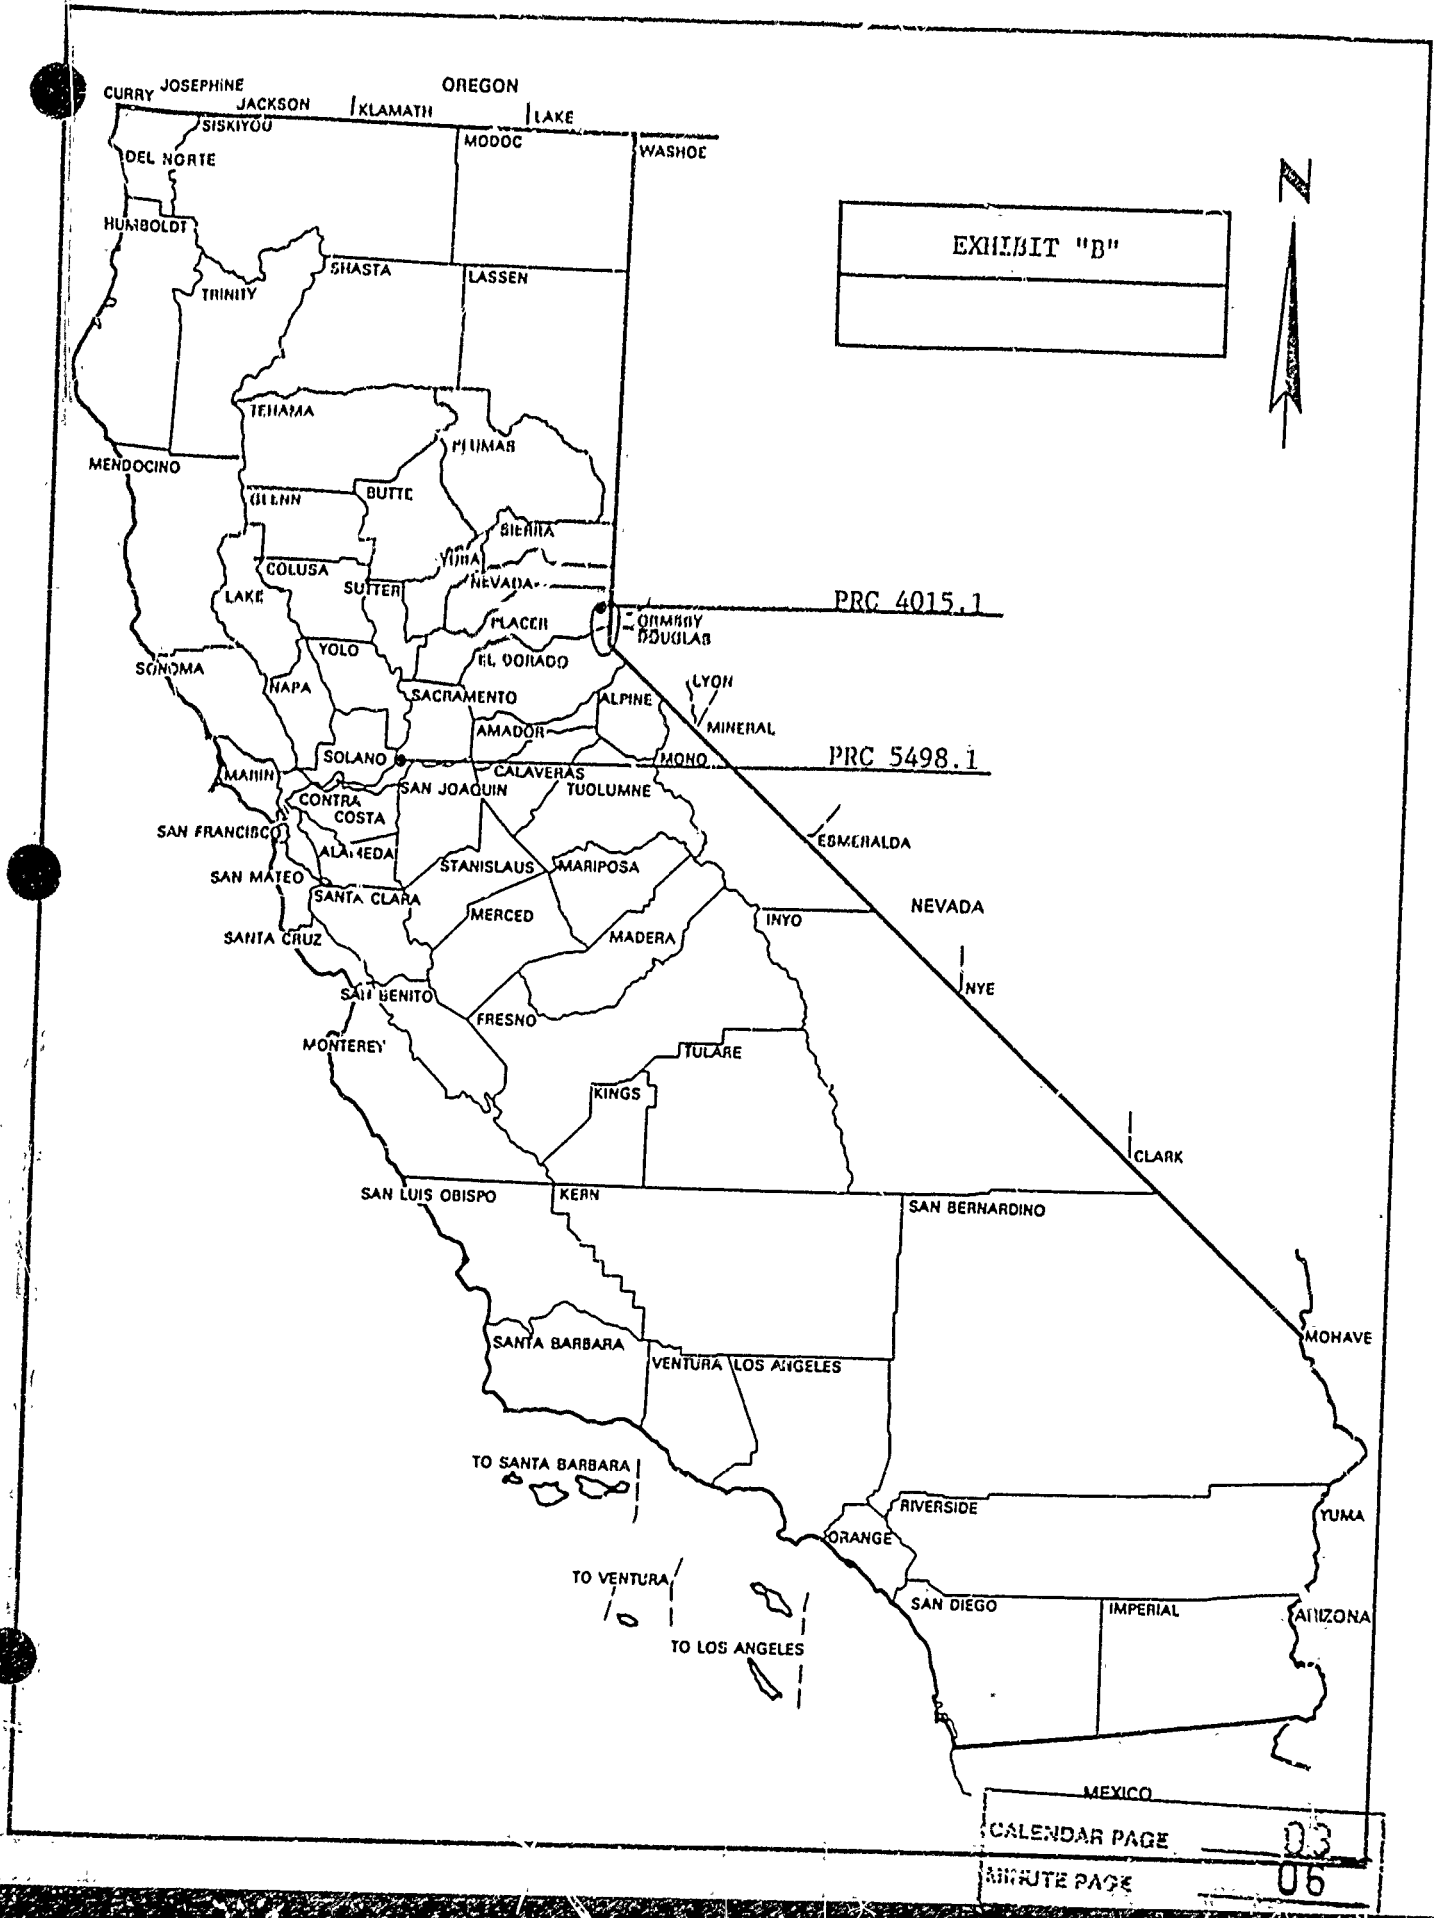 OREGON
CURRY JOSEPHINE
JACKSON KLAMATH LAKE
SISKIYOU
MODOC
WASHOE
DEL NORTE
N
HUMBOLDT
EXHIBIT "B"
SHASTA
LASSEN
TRINITY
TEHAMA
PLUMAS
MENDOCINO
GLENN
BUTTE
SIERRA
YUBA
COLUSA
SUTTER
NEVADA
LAKE
PRC 4015.1
PLACER
ORMSBY
DOUGLAS
YOLO
SONOMA
EL DORADO
NAPA
SACRAMENTO
ALPINE
LYON
AMADOR
MINERAL
SOLANO
MONO
PRC 5498.1
MARIN
CALAVERAS
SAN JOAQUIN
TUOLUMNE
CONTRA
COSTA
SAN FRANCISCO
ESMERALDA
ALAMEDA
STANISLAUS
MARIPOSA
SAN MATEO
SANTA CLARA
MERCED
INYO
NEVADA
SANTA CRUZ
MADERA
SAN BENITO
NYE
FRESNO
MONTEREY
TULARE
KINGS
CLARK
SAN LUIS OBISPO
KERN
SAN BERNARDINO
MOHAVE
SANTA BARBARA
VENTURA
LOS ANGELES
TO SANTA BARBARA
RIVERSIDE
YUMA
ORANGE
TO VENTURA
SAN DIEGO
IMPERIAL
ARIZONA
TO LOS ANGELES
MEXICO
CALENDAR PAGE 03
MINUTE PAGE 06